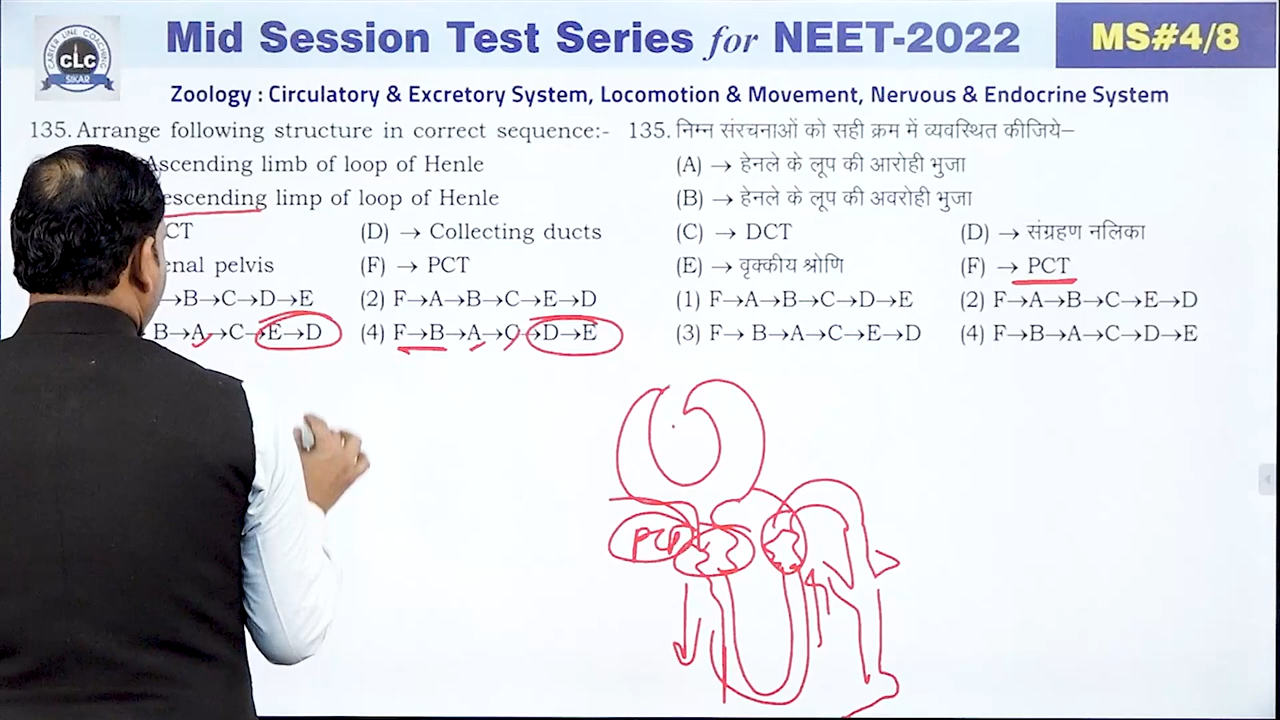 Mid Session Test Series for NEET-2022
MS#4/8
CAREER LINE COACHING
CLC
SIKAR
Zoology : Circulatory & Excretory System, Locomotion & Movement, Nervous & Endocrine System
135. Arrange following structure in correct sequence:-
Ascending limb of loop of Henle
escending limp of loop of Henle
CT (D) → Collecting ducts
enal pelvis (F) → PCT
→B→C→D→E (2) F→A→B→C→E→D
B→A→C→E→D (4) F→B→A→C→D→E
135. निम्न संरचनाओं को सही क्रम में व्यवस्थित कीजिये–
(A) → हेनले के लूप की आरोही भुजा
(B) → हेनले के लूप की अवरोही भुजा
(C) → DCT (D) → संग्रहण नलिका
(E) → वृक्कीय श्रोणि (F) → PCT
(1) F→A→B→C→D→E (2) F→A→B→C→E→D
(3) F→ B→A→C→E→D (4) F→B→A→C→D→E
PCT